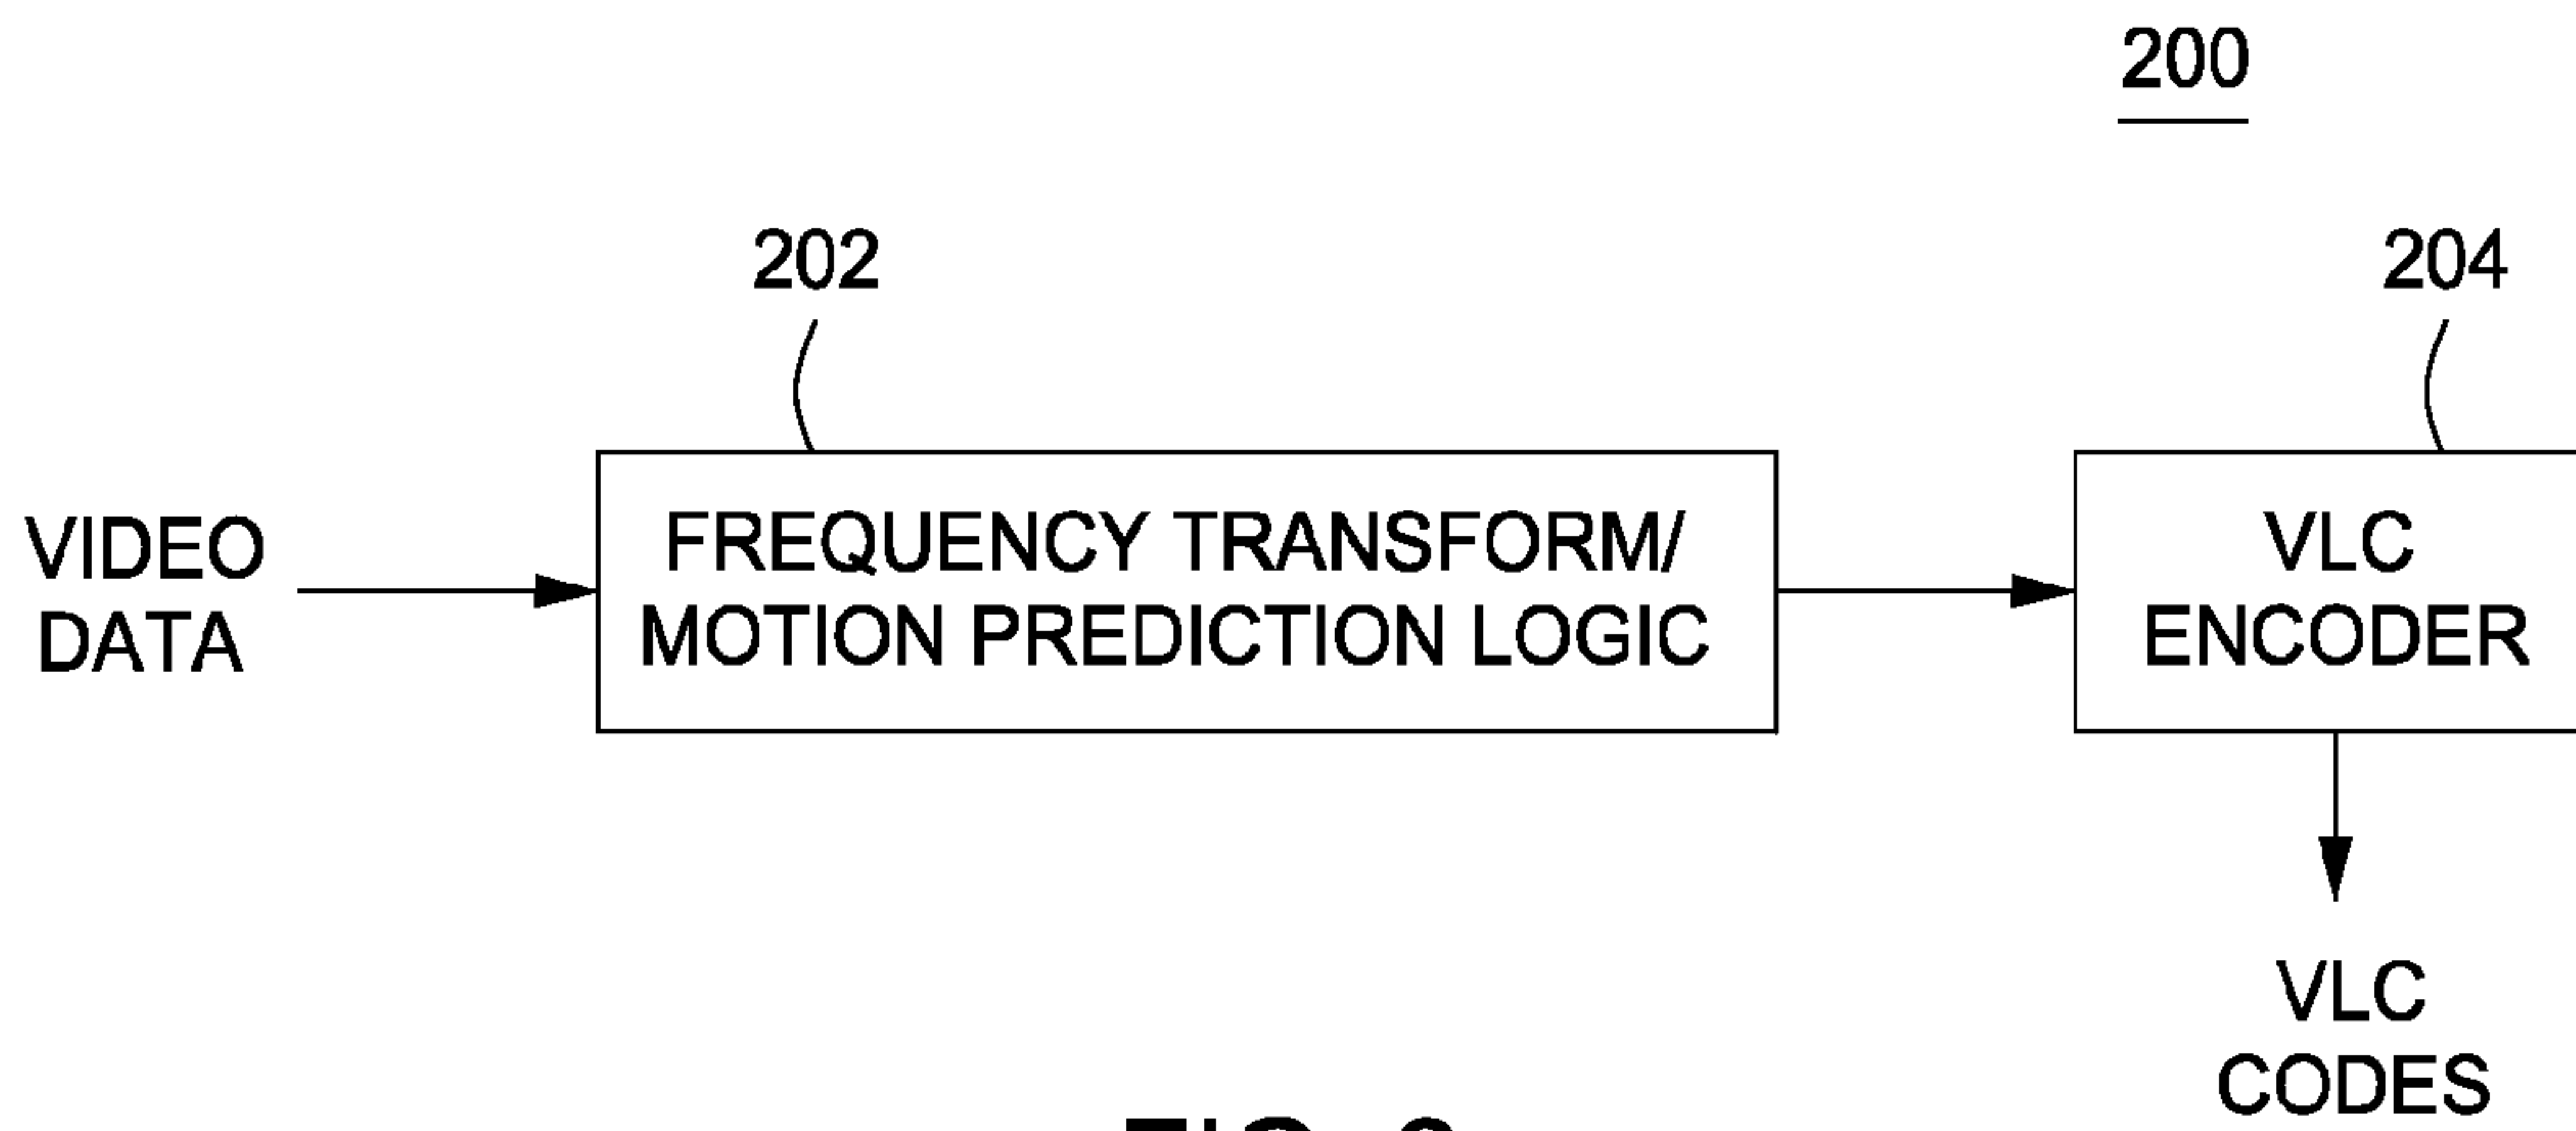 200
202
204
VIDEO
DATA
FREQUENCY TRANSFORM/
MOTION PREDICTION LOGIC
VLC
ENCODER
VLC
CODES